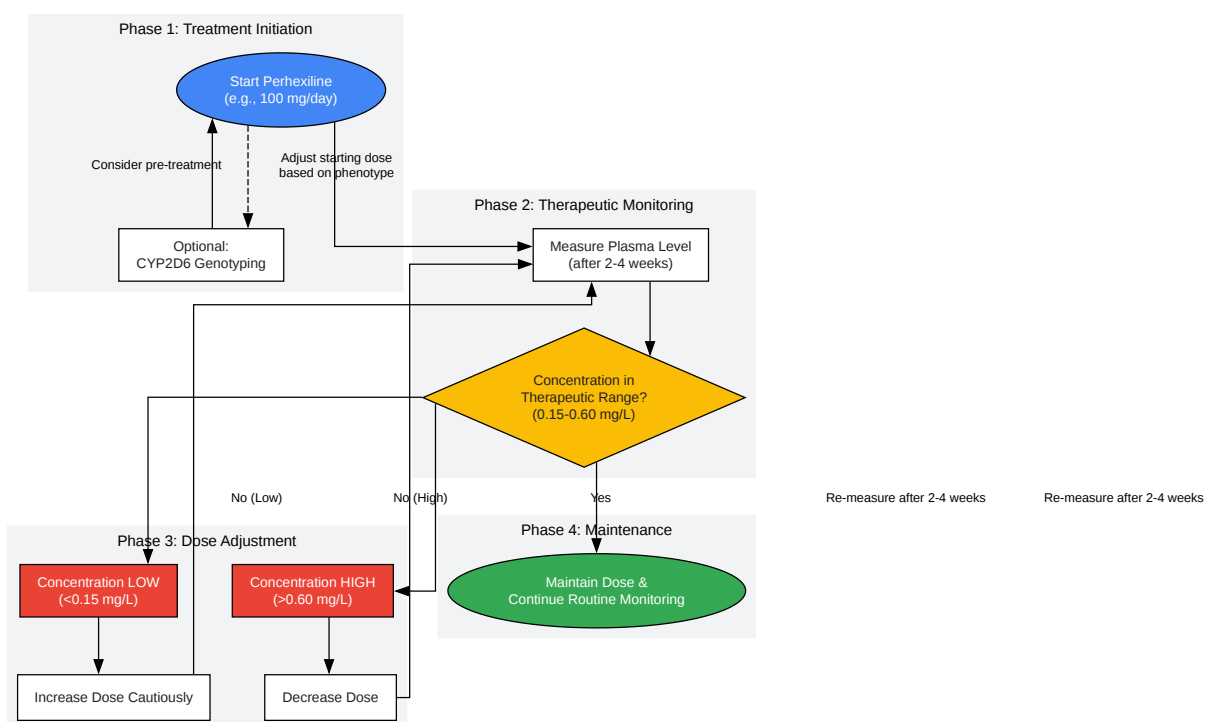 Phase 1: Treatment Initiation
Start Perhexiline
(e.g., 100 mg/day)
Consider pre-treatment
Adjust starting dose
based on phenotype
Optional:
CYP2D6 Genotyping
Phase 2: Therapeutic Monitoring
Measure Plasma Level
(after 2-4 weeks)
Concentration in
Therapeutic Range?
(0.15-0.60 mg/L)
No (Low)
No (High)
Yes
Re-measure after 2-4 weeks
Re-measure after 2-4 weeks
Phase 3: Dose Adjustment
Concentration LOW
(<0.15 mg/L)
Concentration HIGH
(>0.60 mg/L)
Increase Dose Cautiously
Decrease Dose
Phase 4: Maintenance
Maintain Dose &
Continue Routine Monitoring